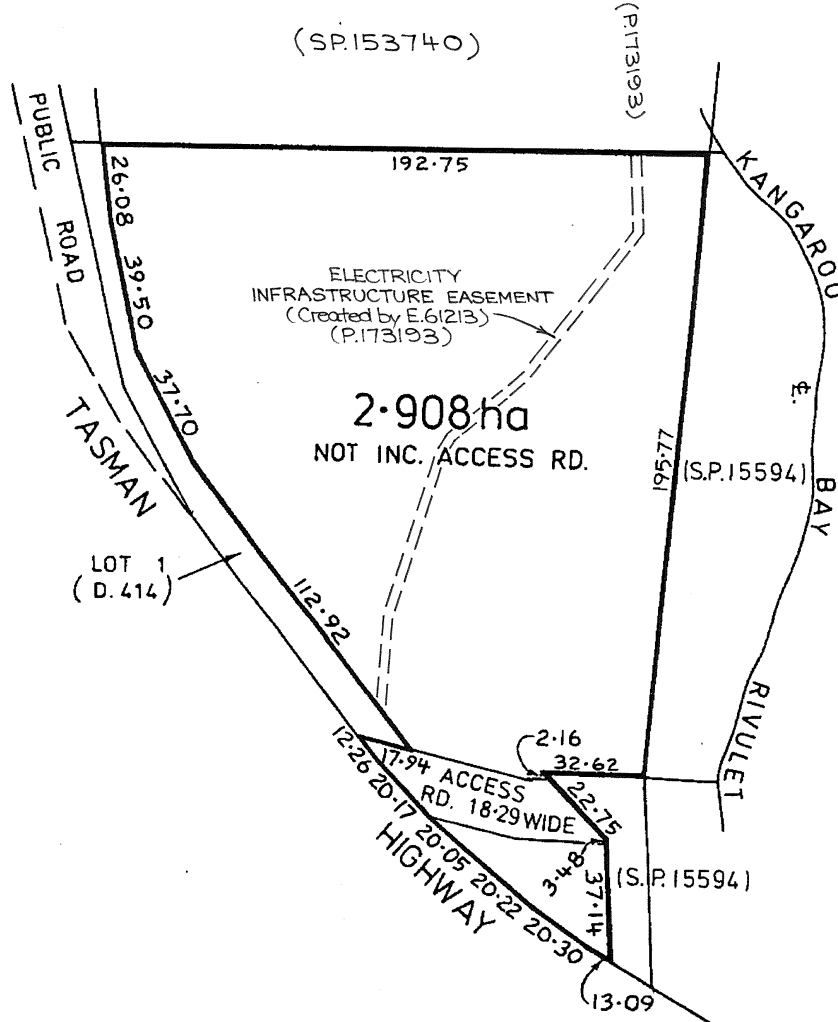 (SP.153740)
(P.173193)
PUBLIC
ROAD
26·08
192·75
KANGAROO
39·50
ELECTRICITY
INFRASTRUCTURE EASEMENT
(Created by E.61213)
(P.173193)
37·70
2·908ha
NOT INC. ACCESS RD.
195·77
(S.P.15594)
BAY
TASMAN
LOT 1
(D.414)
112·92
RIVULET
12·26
17·94
2·16
32·62
ACCESS
RD. 18·29 WIDE
22·75
20·17
20·05
HIGHWAY
20·22
3·48
37·14
(S.P.15594)
20·30
13·09